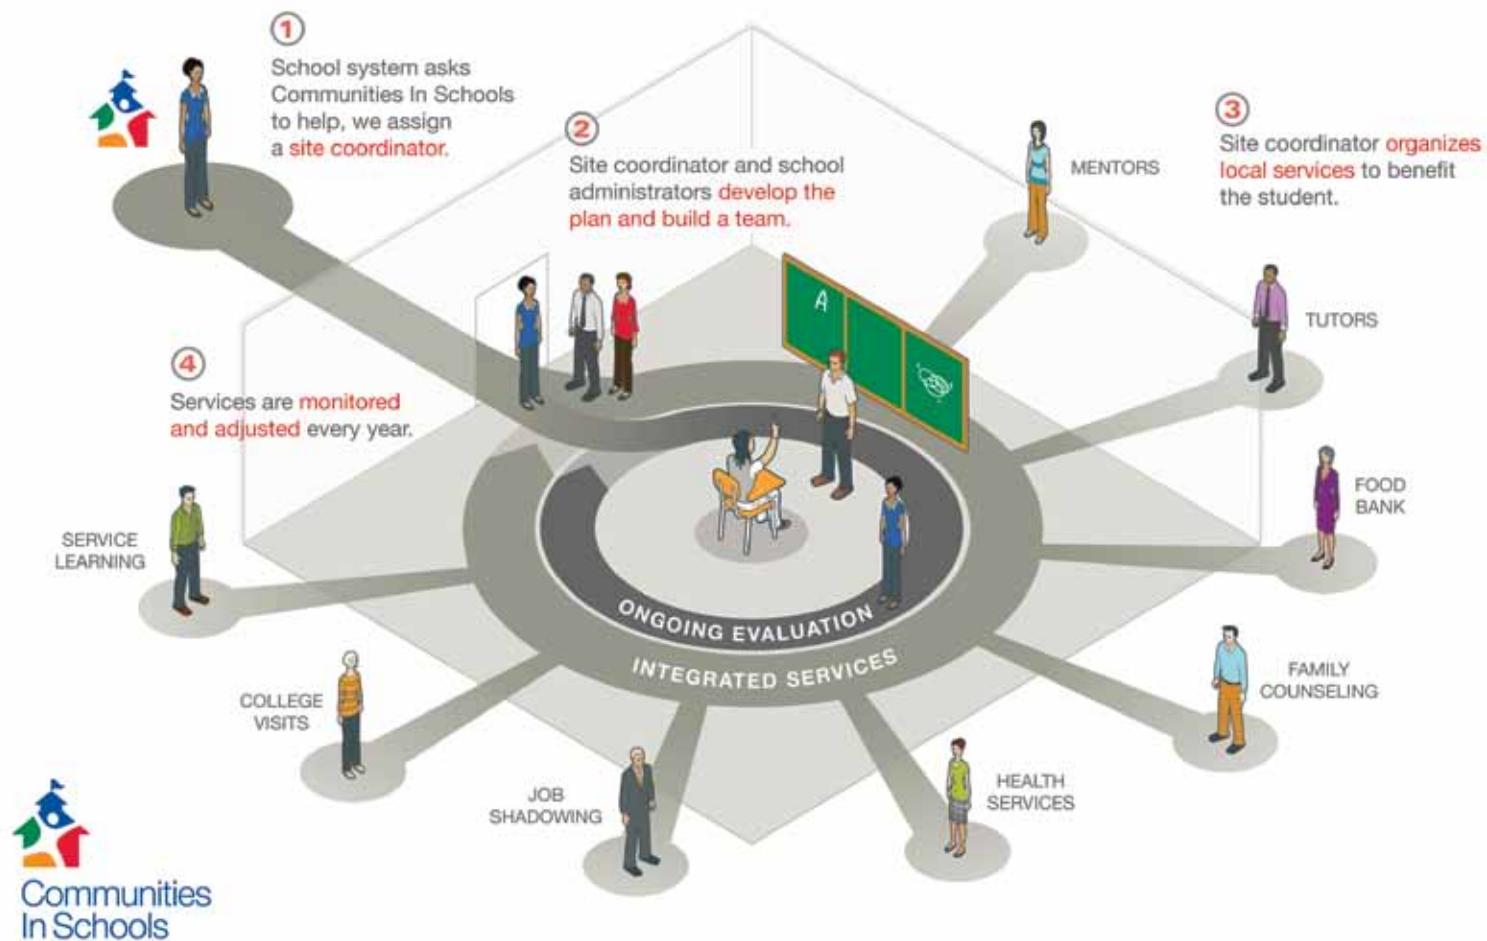 1
School system asks
Communities In Schools
to help, we assign
a site coordinator.
2
Site coordinator and school
administrators develop the
plan and build a team.
3
Site coordinator organizes
local services to benefit
the student.
4
Services are monitored
and adjusted every year.
MENTORS
TUTORS
FOOD
BANK
FAMILY
COUNSELING
HEALTH
SERVICES
JOB
SHADOWING
COLLEGE
VISITS
SERVICE
LEARNING
A
ONGOING EVALUATION
INTEGRATED SERVICES
Communities
In Schools